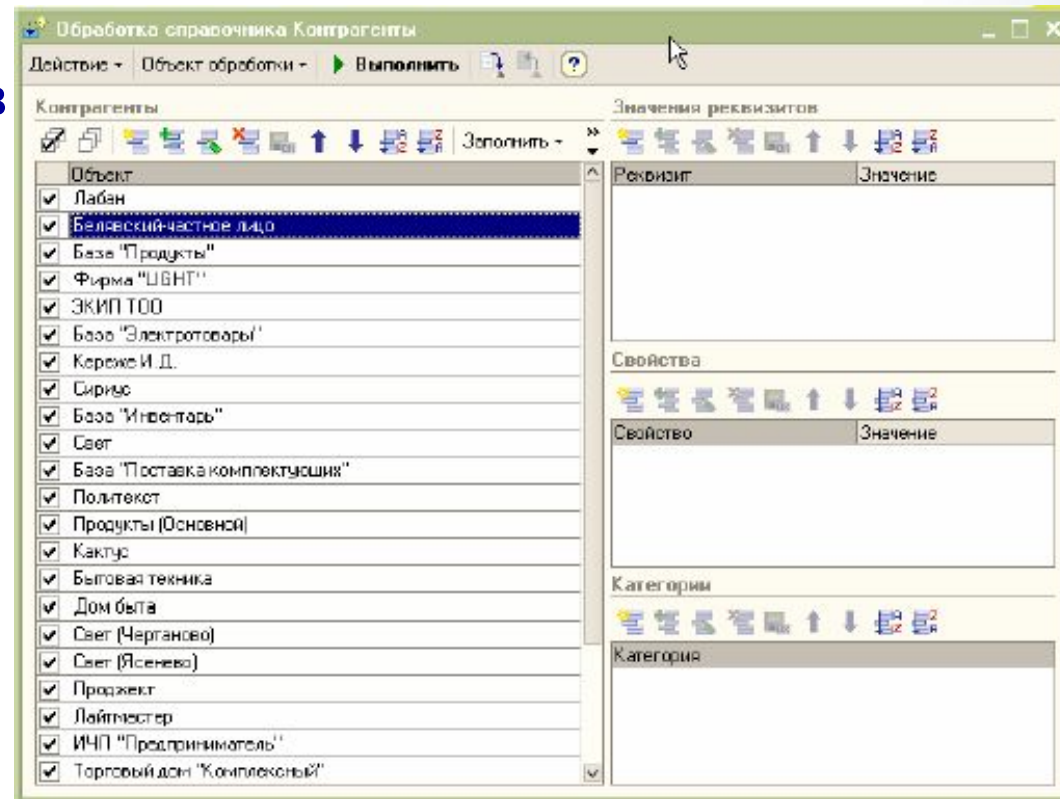 Обработка справочника Контрагенты
Действие Объект обработки Выполнить ?
Контрагенты
Заполнить
Объект
Лабан
Белявский-частное лицо
База "Продукты"
Фирма "LIGHT"
ЭКИП ТОО
База "Электротовары"
Кереже И.Д.
Сириус
База "Инвентарь"
Свет
База "Поставка комплектующих"
Политекст
Продукты (Основной)
Кактус
Бытовая техника
Дом быта
Свет (Чертаново)
Свет (Ясенево)
Проджект
Лайтмастер
ИЧП "Предприниматель"
Торговый дом "Комплексный"
Значения реквизитов
Реквизит Значение
Свойства
Свойство Значение
Категории
Категория